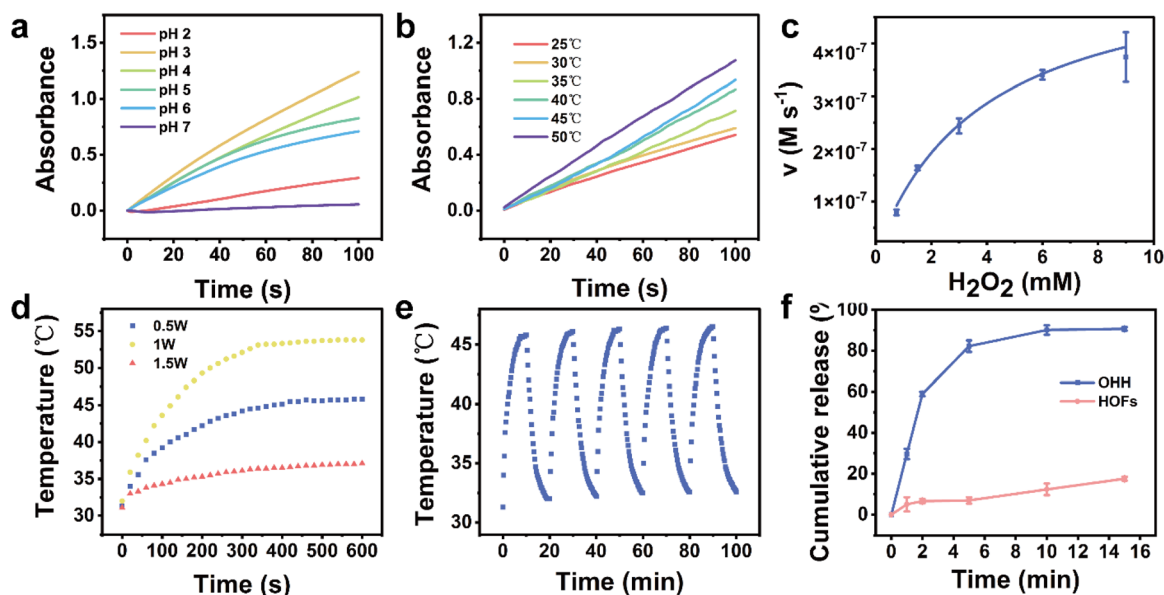 a
1.5
1.0
0.5
0.0
Absorbance
pH 2
pH 3
pH 4
pH 5
pH 6
pH 7
0 20 40 60 80 100
Time (s)
b
1.2
0.8
0.4
0.0
Absorbance
25℃
30℃
35℃
40℃
45℃
50℃
0 20 40 60 80 100
Time (s)
c
4×10⁻⁷
3×10⁻⁷
2×10⁻⁷
1×10⁻⁷
v (M s⁻¹)
0 2 4 6 8 10
H₂O₂ (mM)
d
55
50
45
40
35
30
Temperature (℃)
0.5W
1W
1.5W
0 100 200 300 400 500 600
Time (s)
e
45
42
39
36
33
30
Temperature (℃)
0 20 40 60 80 100
Time (min)
f
100
80
60
40
20
0
Cumulative release (%
OHH
HOFs
0 2 4 6 8 10 12 14 16
Time (min)